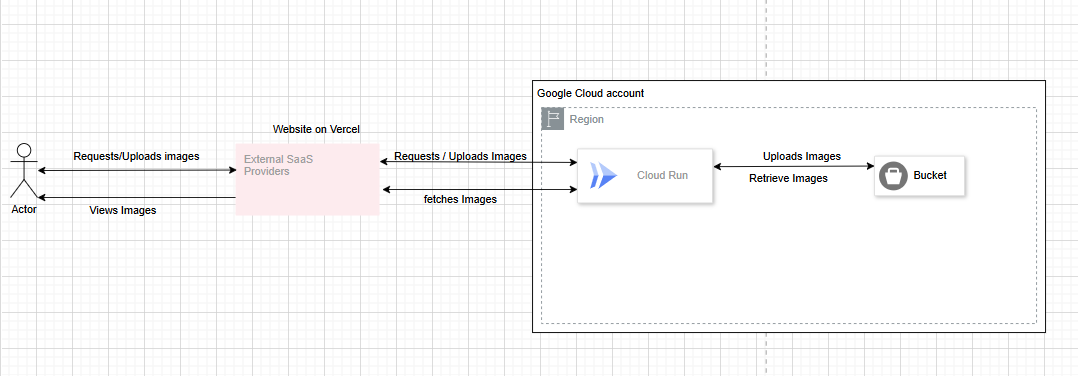 Google Cloud account
Region
Website on Vercel
External SaaS
Providers
Requests/Uploads images
Requests / Uploads Images
Uploads Images
Cloud Run
Bucket
Retrieve Images
fetches Images
Actor
Views Images